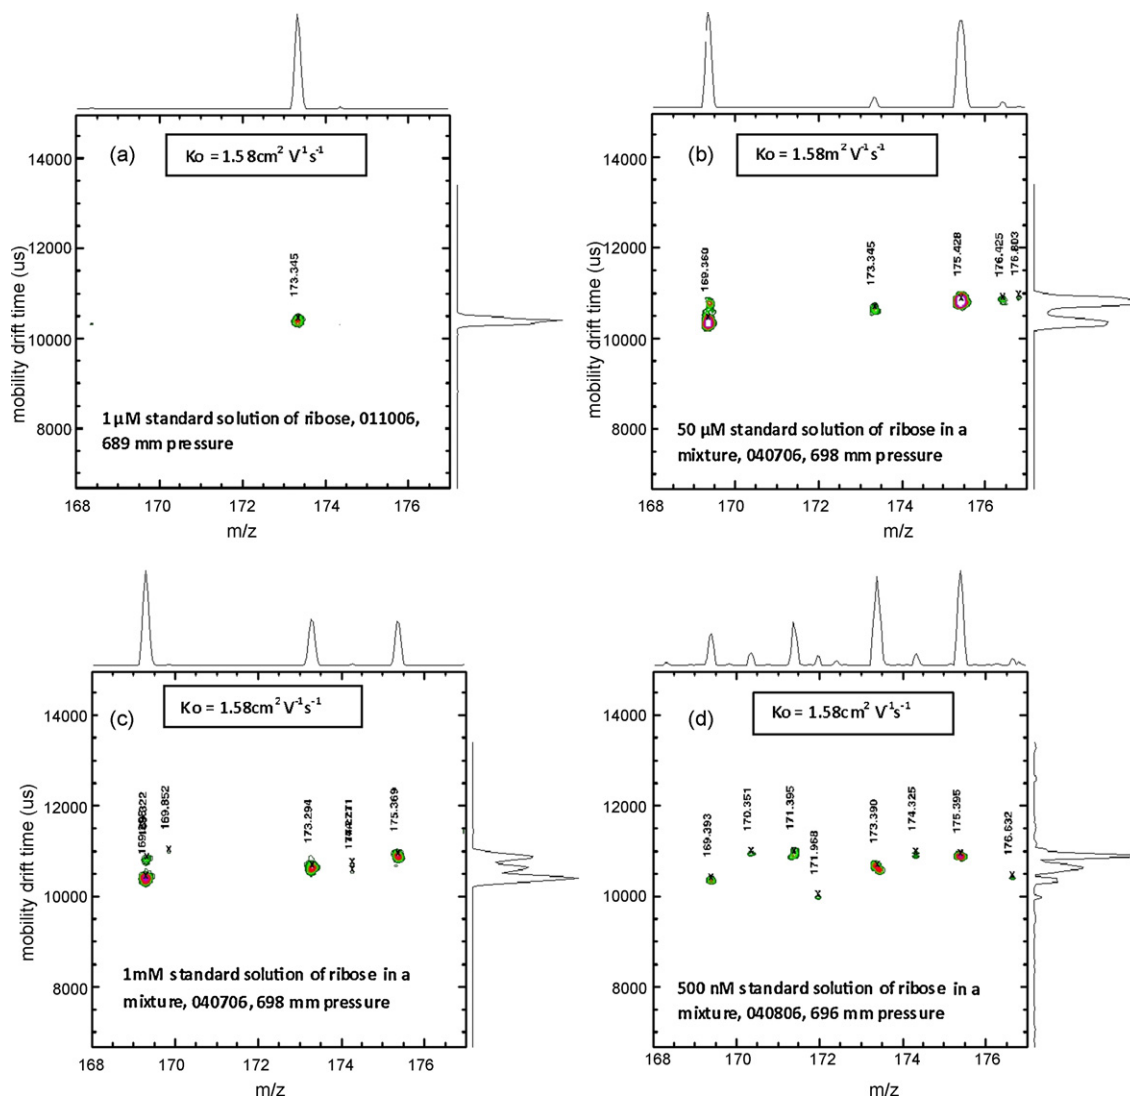 (a)
Ko = 1.58cm² V¹s⁻¹
14000
12000
10000
8000
mobility drift time (us)
173.345
1 µM standard solution of ribose, 011006,
689 mm pressure
168 170 172 174 176
m/z
(b)
Ko = 1.58m² V⁻¹s⁻¹
14000
12000
10000
8000
mobility drift time (us)
169.360
173.345
175.428
176.425
176.803
50 µM standard solution of ribose in a
mixture, 040706, 698 mm pressure
168 170 172 174 176
m/z
(c)
Ko = 1.58cm² V⁻¹s⁻¹
14000
12000
10000
8000
mobility drift time (us)
169.852
173.294
175.369
1mM standard solution of ribose in a
mixture, 040706, 698 mm pressure
168 170 172 174 176
m/z
(d)
Ko = 1.58cm² V¹s⁻¹
14000
12000
10000
8000
169.393
170.351
171.395
171.968
173.390
174.325
175.395
176.632
500 nM standard solution of ribose in a
mixture, 040806, 696 mm pressure
168 170 172 174 176
m/z